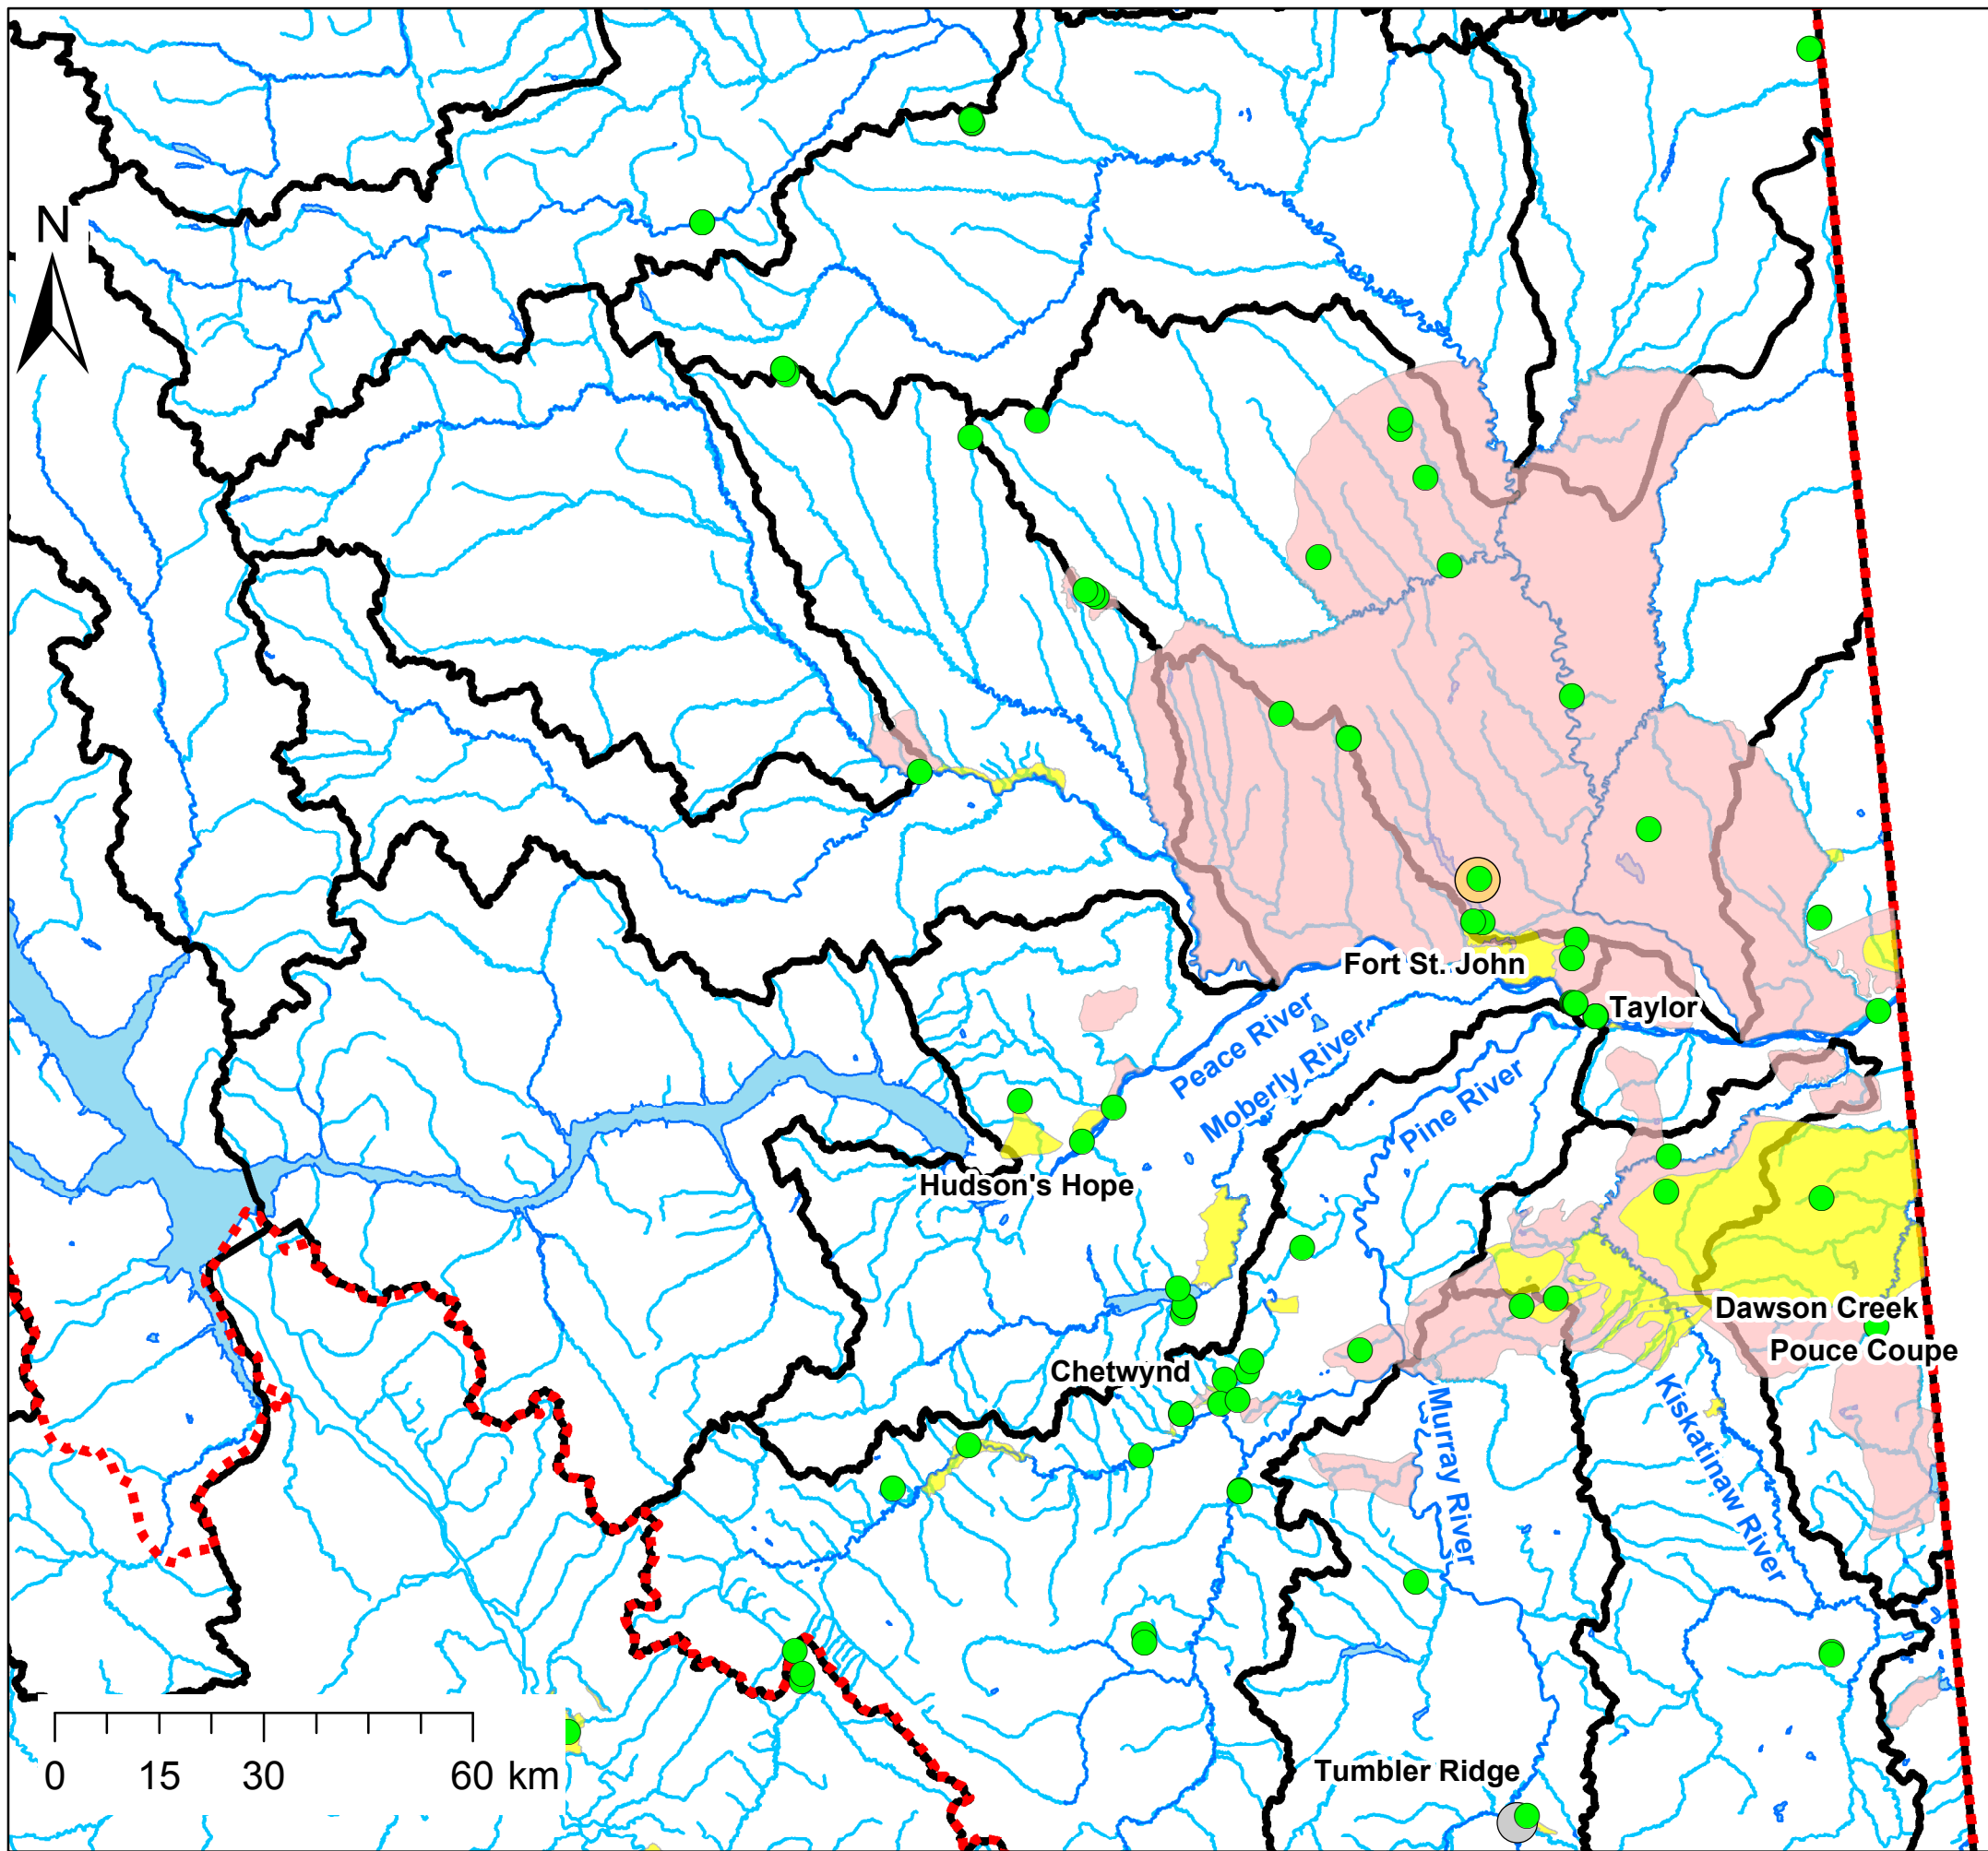 N
Fort St. John
Taylor
Peace River
Moberly River
Pine River
Hudson's Hope
Dawson Creek
Pouce Coupe
Chetwynd
Murray River
Kiskatinaw River
Tumbler Ridge
0 15 30 60 km